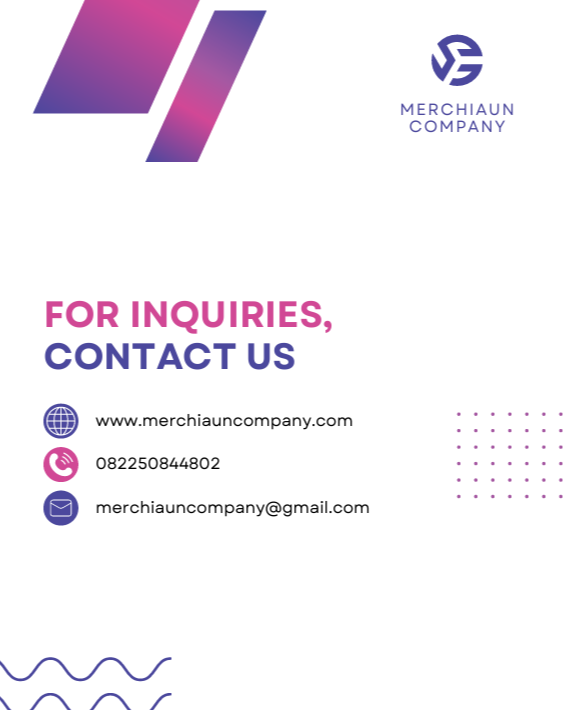 MERCHIAUN
COMPANY
FOR INQUIRIES,
CONTACT US
www.merchiauncompany.com
082250844802
merchiauncompany@gmail.com